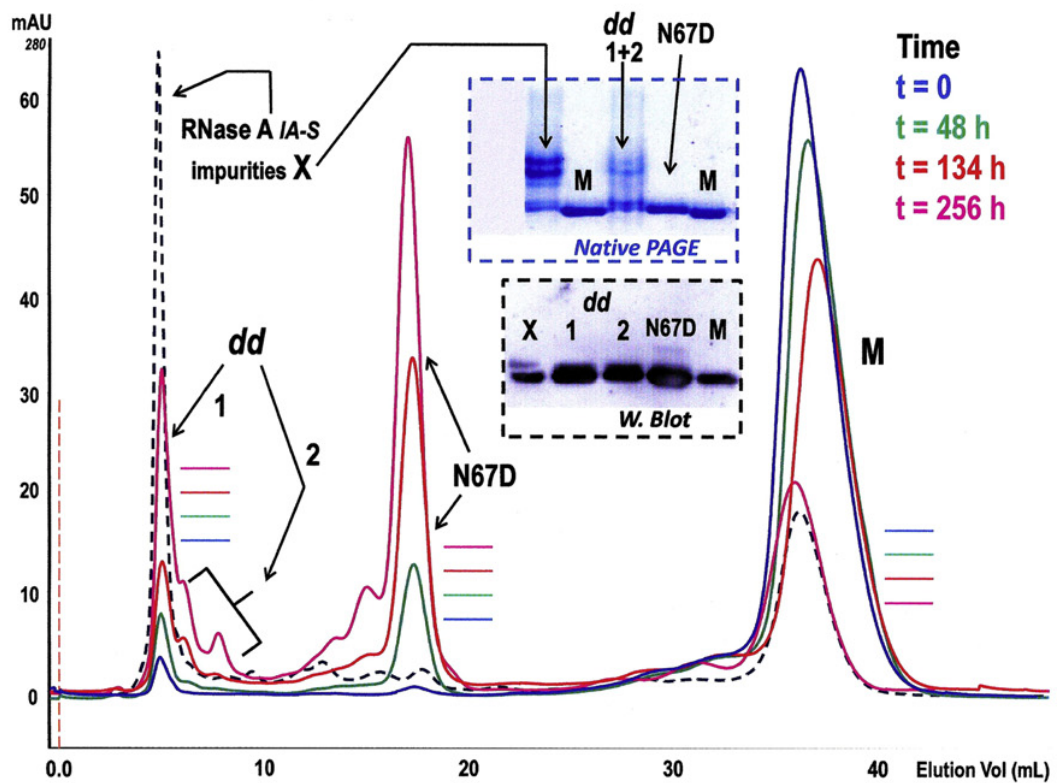 mAU
280
60
50
40
30
20
10
0
0.0
10
20
30
40
Elution Vol (mL)
RNase A IA-S
impurities X
dd
1
2
N67D
dd
1+2
N67D
M
M
Native PAGE
dd
X 1 2 N67D M
W. Blot
M
Time
t = 0
t = 48 h
t = 134 h
t = 256 h